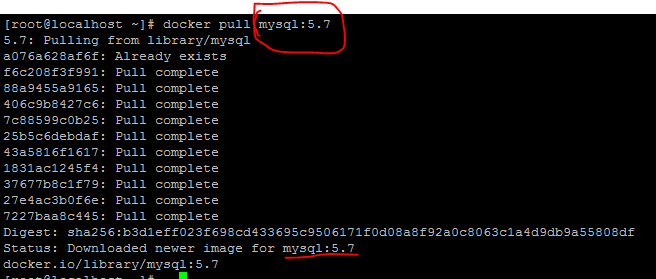 [root@localhost ~]# docker pull mysql:5.7
5.7: Pulling from library/mysql
a076a628af6f: Already exists
f6c208f3f991: Pull complete
88a9455a9165: Pull complete
406c9b8427c6: Pull complete
7c88599c0b25: Pull complete
25b5c6debdaf: Pull complete
43a5816f1617: Pull complete
1831ac1245f4: Pull complete
37677b8c1f79: Pull complete
27e4ac3b0f6e: Pull complete
7227baa8c445: Pull complete
Digest: sha256:b3d1eff023f698cd433695c9506171f0d08a8f92a0c8063c1a4d9db9a55808df
Status: Downloaded newer image for mysql:5.7
docker.io/library/mysql:5.7
[root@localhost ~]#